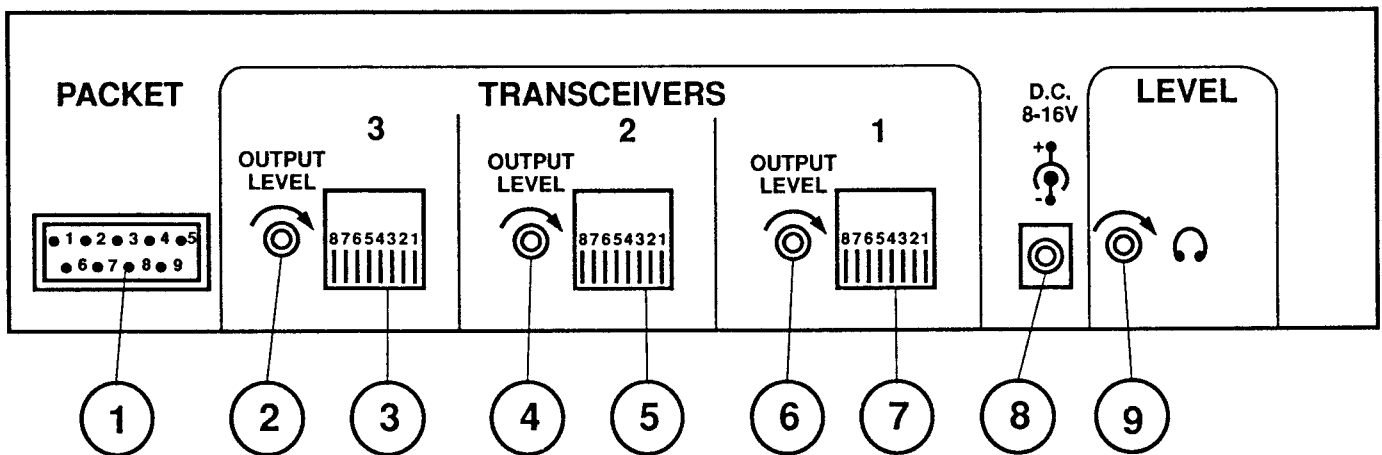 PACKET
TRANSCEIVERS
D.C.
8-16V
LEVEL
3
2
1
OUTPUT
LEVEL
OUTPUT
LEVEL
OUTPUT
LEVEL
+
-
87654321
87654321
87654321
1 2 3 4 5
6 7 8 9
1 2 3 4 5 6 7 8 9